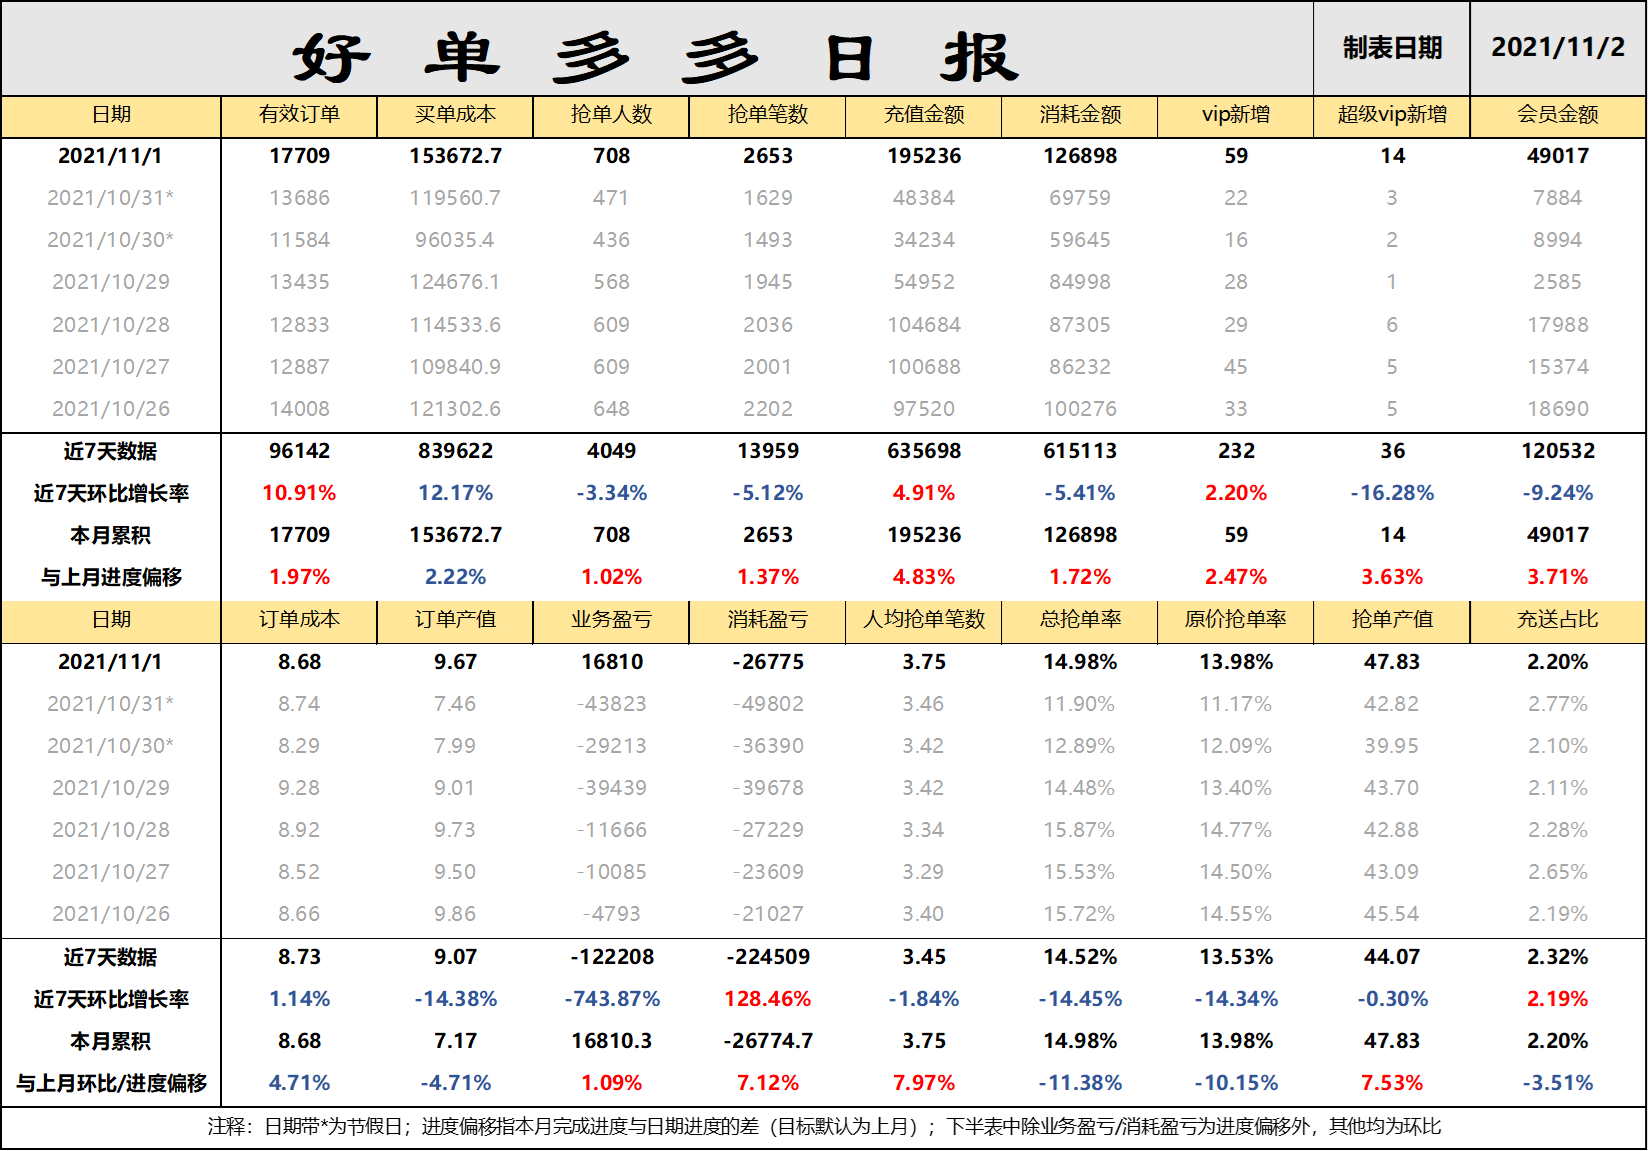 好单多多日报 制表日期 2021/11/2
日期 有效订单 买单成本 抢单人数 抢单笔数 充值金额 消耗金额 vip新增 超级vip新增 会员金额
2021/11/1 17709 153672.7 708 2653 195236 126898 59 14 49017
2021/10/31* 13686 119560.7 471 1629 48384 69759 22 3 7884
2021/10/30* 11584 96035.4 436 1493 34234 59645 16 2 8994
2021/10/29 13435 124676.1 568 1945 54952 84998 28 1 2585
2021/10/28 12833 114533.6 609 2036 104684 87305 29 6 17988
2021/10/27 12887 109840.9 609 2001 100688 86232 45 5 15374
2021/10/26 14008 121302.6 648 2202 97520 100276 33 5 18690
近7天数据 96142 839622 4049 13959 635698 615113 232 36 120532
近7天环比增长率 10.91% 12.17% -3.34% -5.12% 4.91% -5.41% 2.20% -16.28% -9.24%
本月累积 17709 153672.7 708 2653 195236 126898 59 14 49017
与上月进度偏移 1.97% 2.22% 1.02% 1.37% 4.83% 1.72% 2.47% 3.63% 3.71%
日期 订单成本 订单产值 业务盈亏 消耗盈亏 人均抢单笔数 总抢单率 原价抢单率 抢单产值 充送占比
2021/11/1 8.68 9.67 16810 -26775 3.75 14.98% 13.98% 47.83 2.20%
2021/10/31* 8.74 7.46 -43823 -49802 3.46 11.90% 11.17% 42.82 2.77%
2021/10/30* 8.29 7.99 -29213 -36390 3.42 12.89% 12.09% 39.95 2.10%
2021/10/29 9.28 9.01 -39439 -39678 3.42 14.48% 13.40% 43.70 2.11%
2021/10/28 8.92 9.73 -11666 -27229 3.34 15.87% 14.77% 42.88 2.28%
2021/10/27 8.52 9.50 -10085 -23609 3.29 15.53% 14.50% 43.09 2.65%
2021/10/26 8.66 9.86 -4793 -21027 3.40 15.72% 14.55% 45.54 2.19%
近7天数据 8.73 9.07 -122208 -224509 3.45 14.52% 13.53% 44.07 2.32%
近7天环比增长率 1.14% -14.38% -743.87% 128.46% -1.84% -14.45% -14.34% -0.30% 2.19%
本月累积 8.68 7.17 16810.3 -26774.7 3.75 14.98% 13.98% 47.83 2.20%
与上月环比/进度偏移 4.71% -4.71% 1.09% 7.12% 7.97% -11.38% -10.15% 7.53% -3.51%
注释：日期带*为节假日；进度偏移指本月完成进度与日期进度的差（目标默认为上月）；下半表中除业务盈亏/消耗盈亏为进度偏移外，其他均为环比